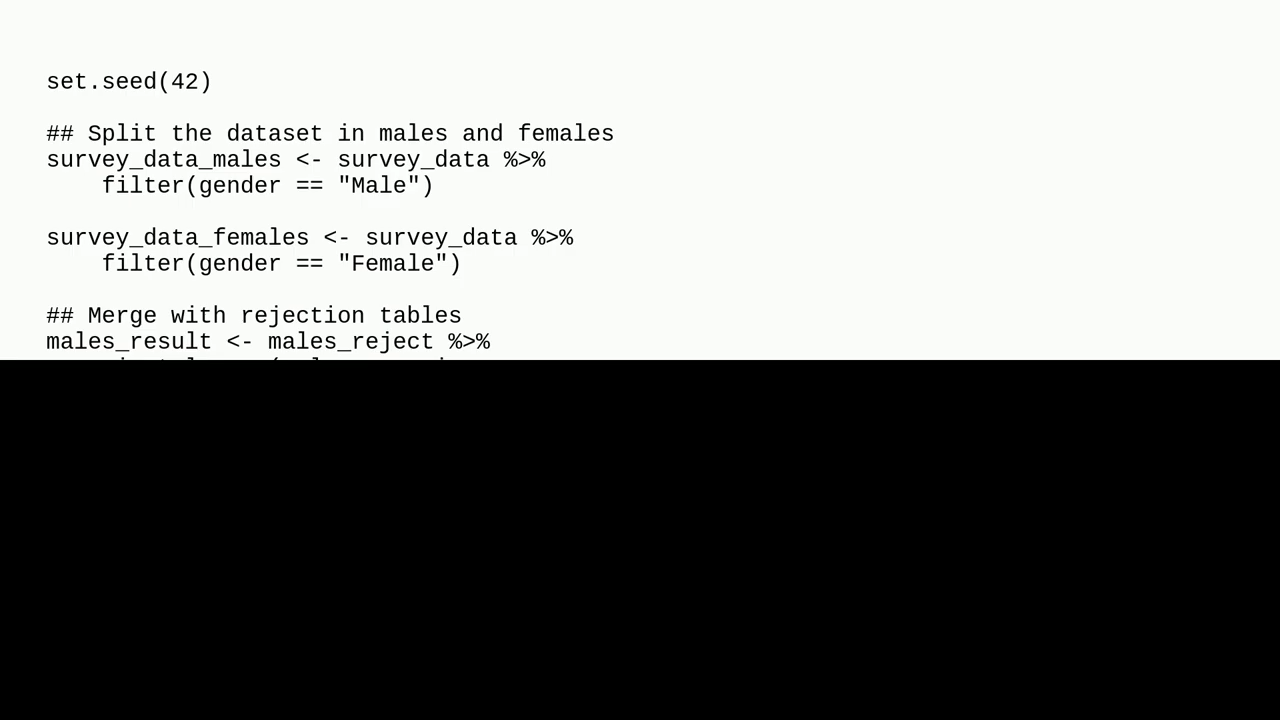 set.seed(42)
## Split the dataset in males and females
survey_data_males <- survey_data %>%
filter(gender == "Male")
survey_data_females <- survey_data %>%
filter(gender == "Female")
## Merge with rejection tables
males_result <- males_reject %>%